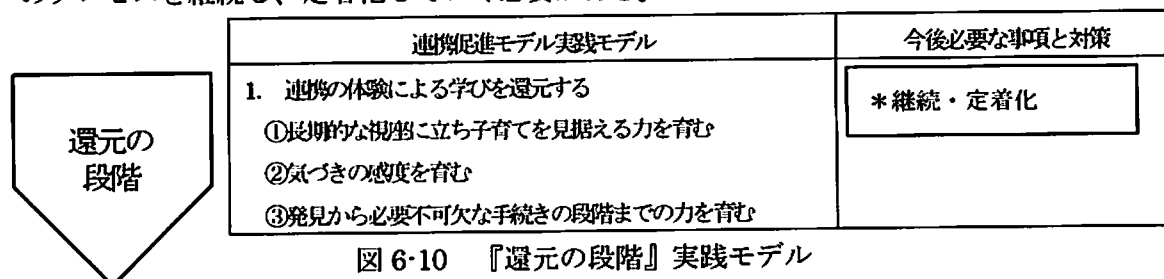 連携促進モデル実践モデル
今後必要な事項と対策
還元の
段階
1. 連携の体験による学びを還元する
①長期的な視座に立ち子育てを見据える力を育む
②気づきの感度を育む
③発見から必要不可欠な手続きの段階までの力を育む
＊継続・定着化
図 6-10 『還元の段階』実践モデル